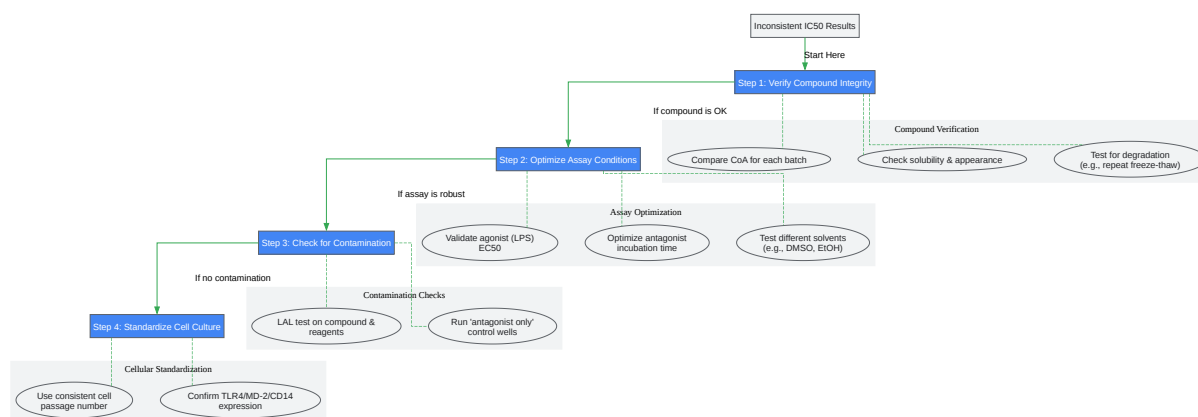 Inconsistent IC50 Results
Start Here
Step 1: Verify Compound Integrity
If compound is OK
Compound Verification
Compare CoA for each batch
Check solubility & appearance
Test for degradation
(e.g., repeat freeze-thaw)
Step 2: Optimize Assay Conditions
If assay is robust
Assay Optimization
Validate agonist (LPS)
EC50
Optimize antagonist
incubation time
Test different solvents
(e.g., DMSO, EtOH)
Step 3: Check for Contamination
If no contamination
Contamination Checks
LAL test on compound &
reagents
Run 'antagonist only'
control wells
Step 4: Standardize Cell Culture
Cellular Standardization
Use consistent cell
passage number
Confirm TLR4/MD-2/CD14
expression